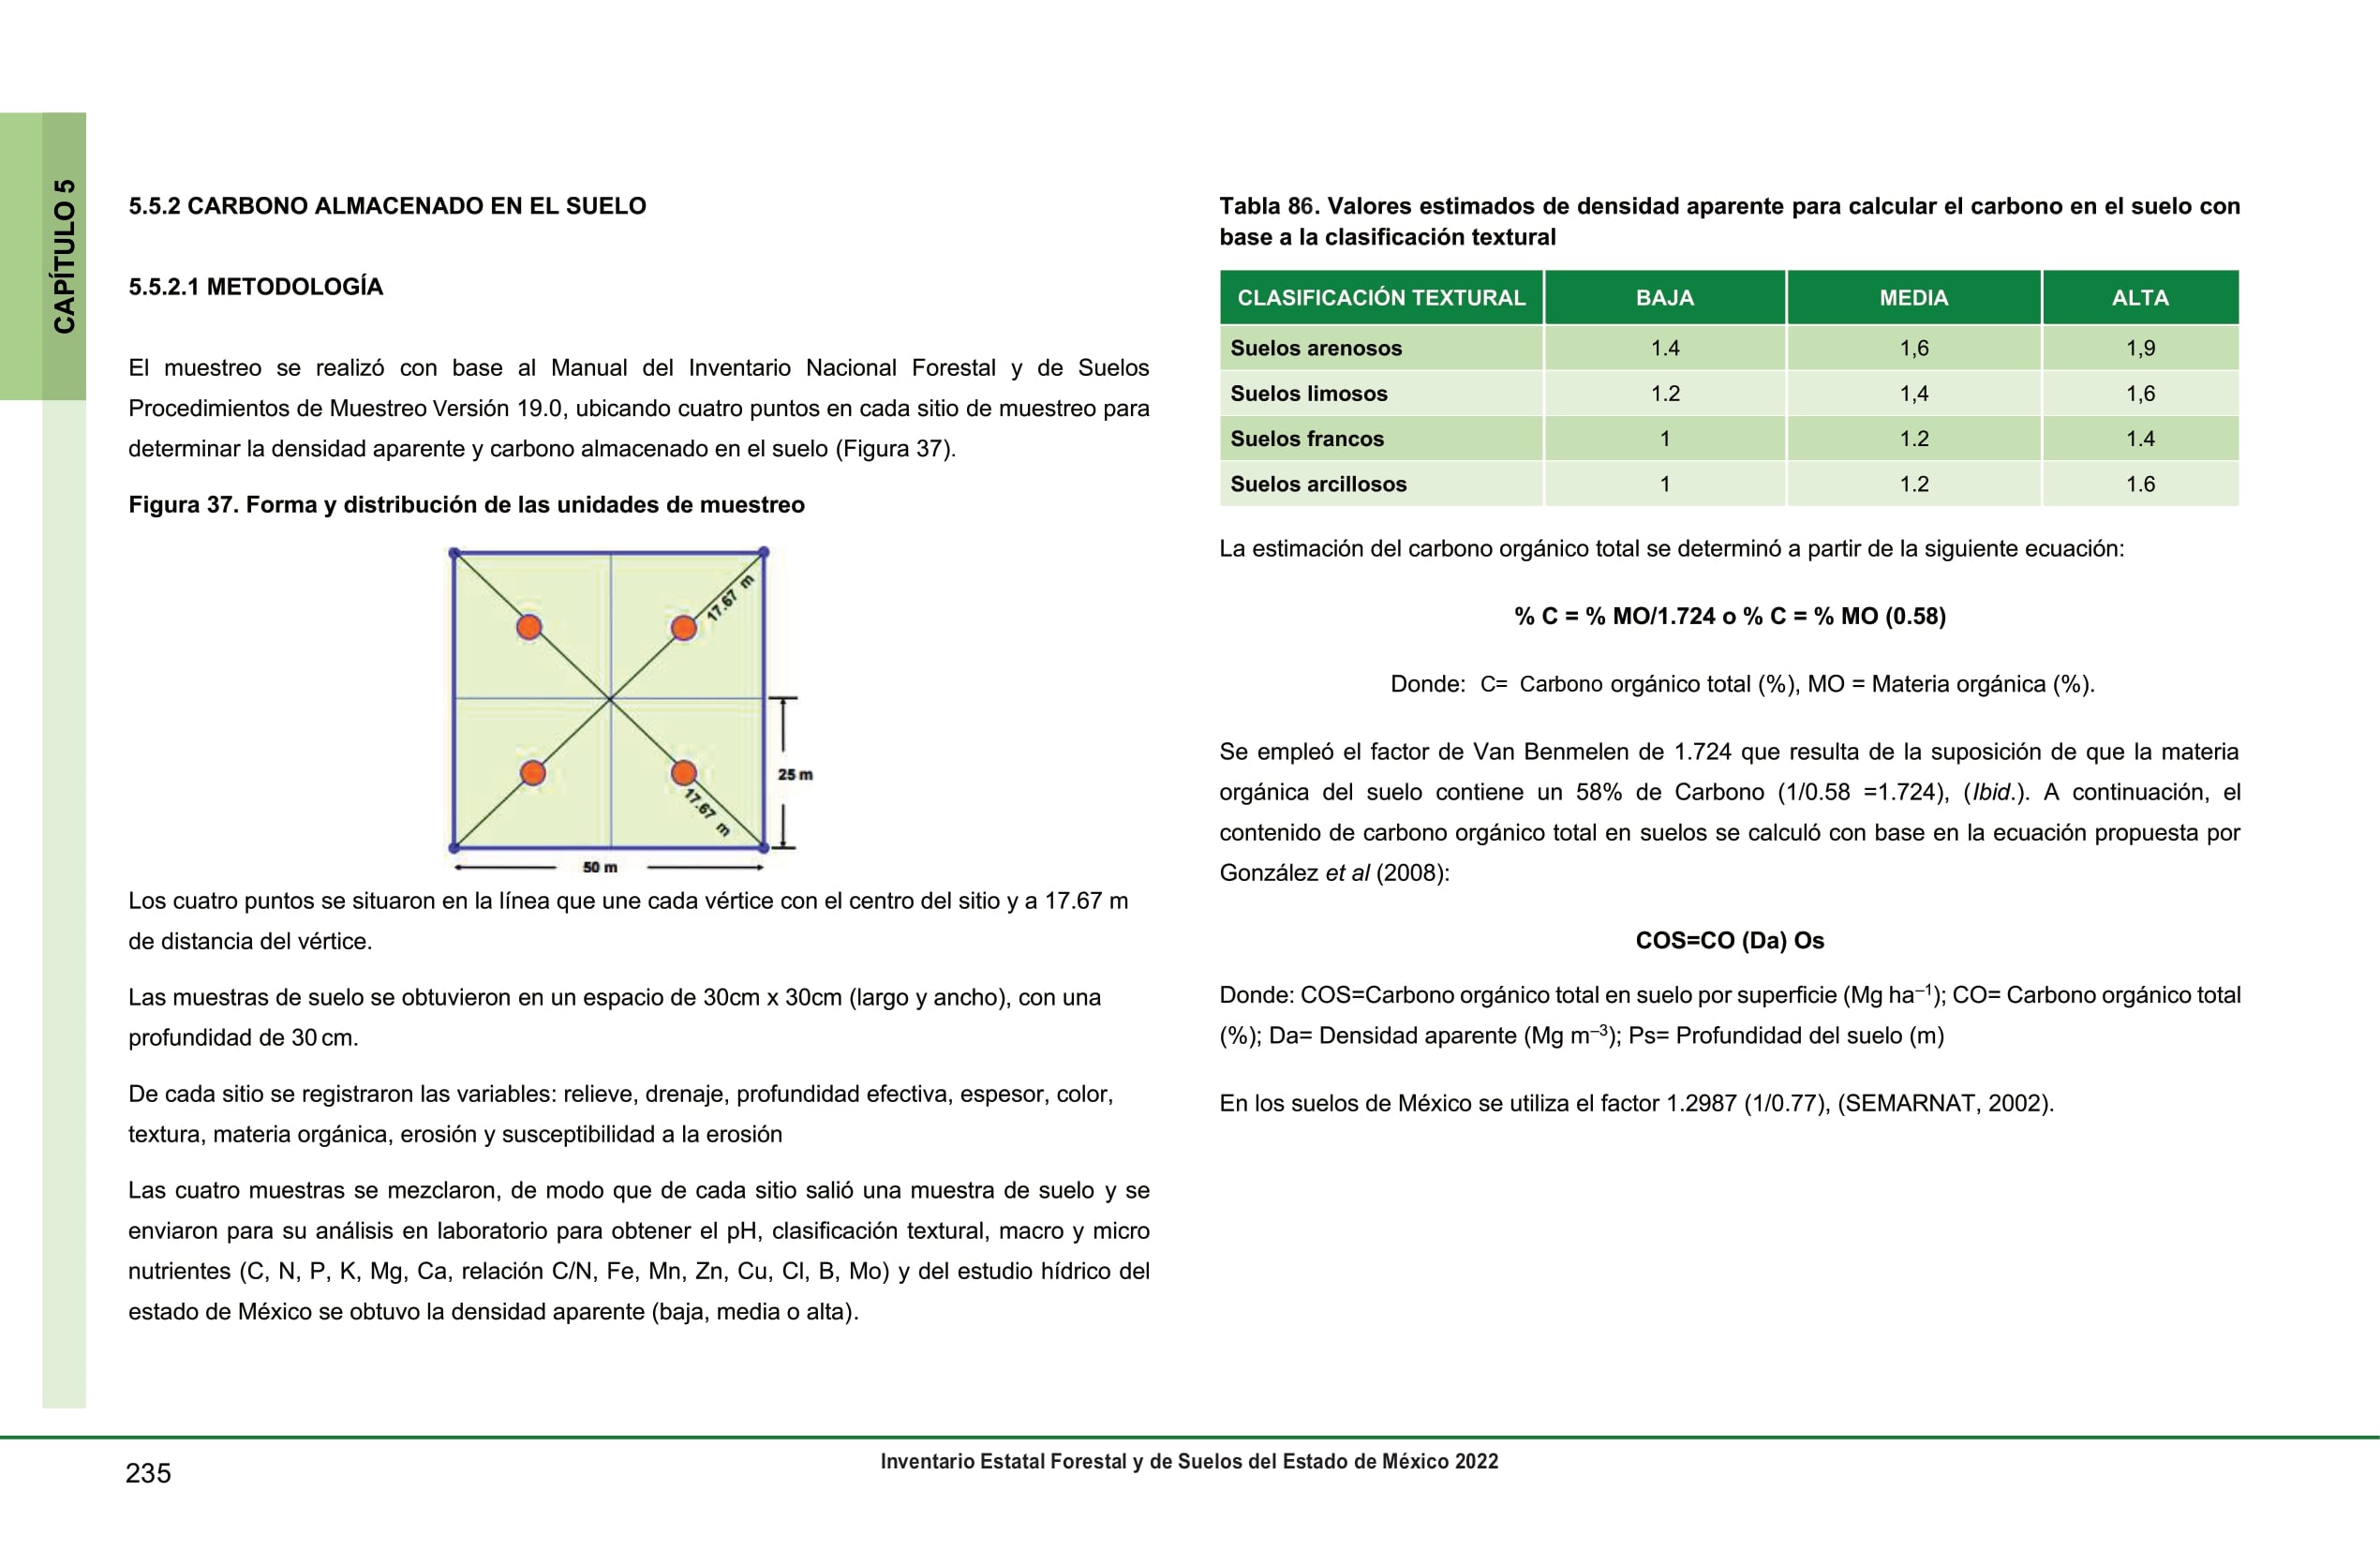 CAPÍTULO 5
5.5.2 CARBONO ALMACENADO EN EL SUELO
5.5.2.1 METODOLOGÍA
El muestreo se realizó con base al Manual del Inventario Nacional Forestal y de Suelos
Procedimientos de Muestreo Versión 19.0, ubicando cuatro puntos en cada sitio de muestreo para
determinar la densidad aparente y carbono almacenado en el suelo (Figura 37).
Figura 37. Forma y distribución de las unidades de muestreo
17.67 m
25 m
17.67 m
50 m
Los cuatro puntos se situaron en la línea que une cada vértice con el centro del sitio y a 17.67 m
de distancia del vértice.
Las muestras de suelo se obtuvieron en un espacio de 30cm x 30cm (largo y ancho), con una
profundidad de 30 cm.
De cada sitio se registraron las variables: relieve, drenaje, profundidad efectiva, espesor, color,
textura, materia orgánica, erosión y susceptibilidad a la erosión
Las cuatro muestras se mezclaron, de modo que de cada sitio salió una muestra de suelo y se
enviaron para su análisis en laboratorio para obtener el pH, clasificación textural, macro y micro
nutrientes (C, N, P, K, Mg, Ca, relación C/N, Fe, Mn, Zn, Cu, Cl, B, Mo) y del estudio hídrico del
estado de México se obtuvo la densidad aparente (baja, media o alta).
Tabla 86. Valores estimados de densidad aparente para calcular el carbono en el suelo con
base a la clasificación textural
CLASIFICACIÓN TEXTURAL BAJA MEDIA ALTA
Suelos arenosos 1.4 1,6 1,9
Suelos limosos 1.2 1,4 1,6
Suelos francos 1 1.2 1.4
Suelos arcillosos 1 1.2 1.6
La estimación del carbono orgánico total se determinó a partir de la siguiente ecuación:
% C = % MO/1.724 o % C = % MO (0.58)
Donde: C= Carbono orgánico total (%), MO = Materia orgánica (%).
Se empleó el factor de Van Benmelen de 1.724 que resulta de la suposición de que la materia
orgánica del suelo contiene un 58% de Carbono (1/0.58 =1.724), (Ibid.). A continuación, el
contenido de carbono orgánico total en suelos se calculó con base en la ecuación propuesta por
González et al (2008):
COS=CO (Da) Os
Donde: COS=Carbono orgánico total en suelo por superficie (Mg ha⁻¹); CO= Carbono orgánico total
(%); Da= Densidad aparente (Mg m⁻³); Ps= Profundidad del suelo (m)
En los suelos de México se utiliza el factor 1.2987 (1/0.77), (SEMARNAT, 2002).
235
Inventario Estatal Forestal y de Suelos del Estado de México 2022